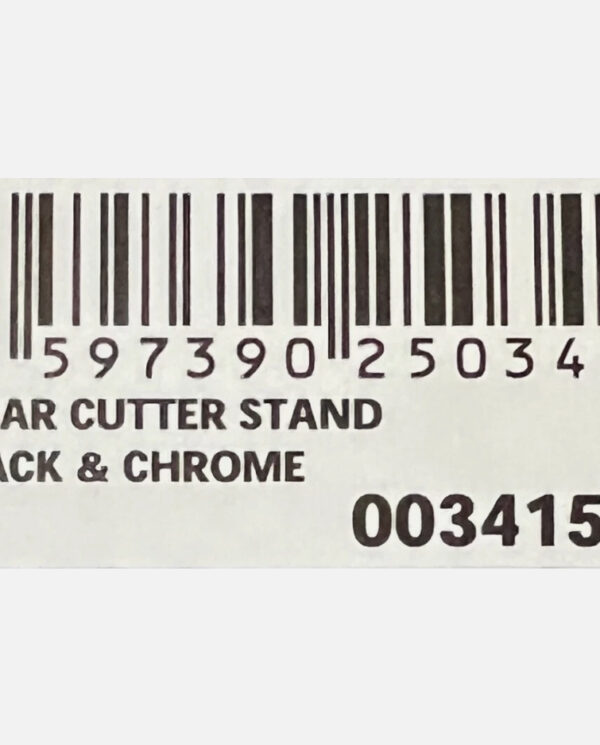 597390 25034
AR CUTTER STAND
ACK & CHROME
003415